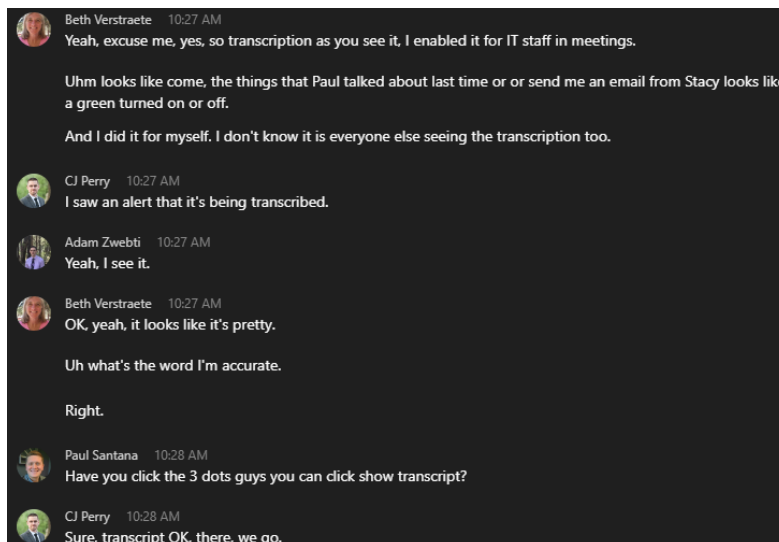 Beth Verstraete 10:27 AM
Yeah, excuse me, yes, so transcription as you see it, I enabled it for IT staff in meetings.
Uhm looks like come, the things that Paul talked about last time or or send me an email from Stacy looks like
a green turned on or off.
And I did it for myself. I don't know it is everyone else seeing the transcription too.
CJ Perry 10:27 AM
I saw an alert that it's being transcribed.
Adam Zwebti 10:27 AM
Yeah, I see it.
Beth Verstraete 10:27 AM
OK, yeah, it looks like it's pretty.
Uh what's the word I'm accurate.
Right.
Paul Santana 10:28 AM
Have you click the 3 dots guys you can click show transcript?
CJ Perry 10:28 AM
Sure, transcript OK, there, we go.